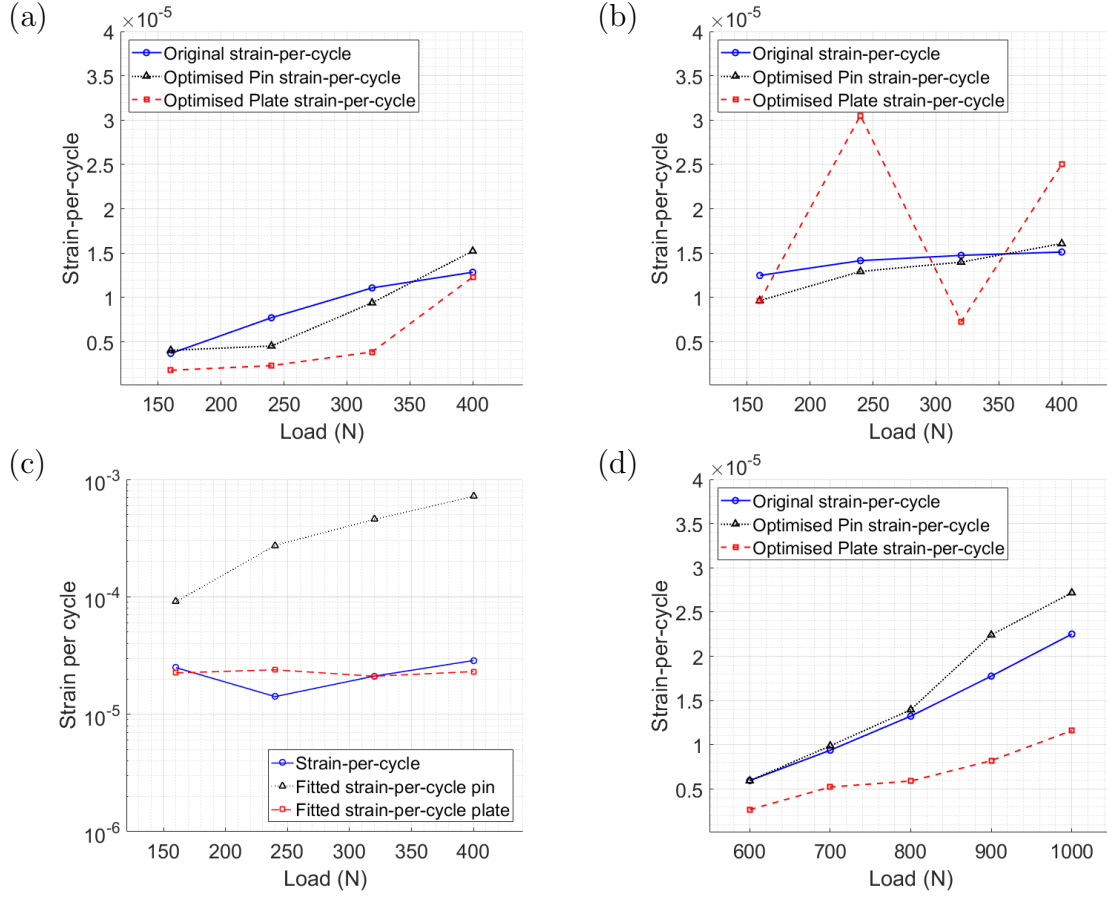 (a)
×10-5
4
3.5
3
2.5
2
1.5
1
0.5
Strain-per-cycle
Original strain-per-cycle
Optimised Pin strain-per-cycle
Optimised Plate strain-per-cycle
150 200 250 300 350 400
Load (N)
(b)
×10-5
4
3.5
3
2.5
2
1.5
1
0.5
Strain-per-cycle
Original strain-per-cycle
Optimised Pin strain-per-cycle
Optimised Plate strain-per-cycle
150 200 250 300 350 400
Load (N)
(c)
10-3
10-4
10-5
10-6
Strain per cycle
Strain-per-cycle
Fitted strain-per-cycle pin
Fitted strain-per-cycle plate
150 200 250 300 350 400
Load (N)
(d)
×10-5
4
3.5
3
2.5
2
1.5
1
0.5
Strain-per-cycle
Original strain-per-cycle
Optimised Pin strain-per-cycle
Optimised Plate strain-per-cycle
600 700 800 900 1000
Load (N)